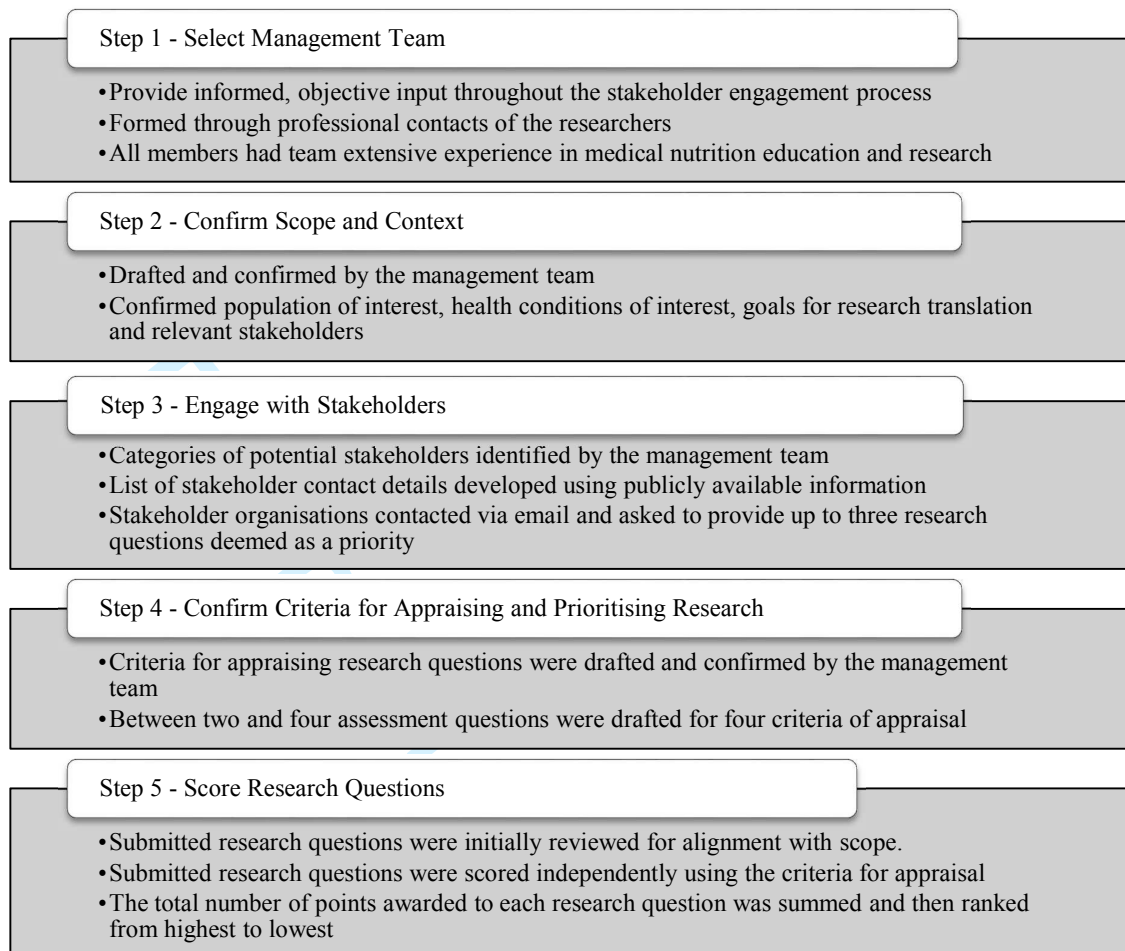 Step 1 - Select Management Team
•Provide informed, objective input throughout the stakeholder engagement process
•Formed through professional contacts of the researchers
•All members had team extensive experience in medical nutrition education and research
Step 2 - Confirm Scope and Context
•Drafted and confirmed by the management team
•Confirmed population of interest, health conditions of interest, goals for research translation
and relevant stakeholders
Step 3 - Engage with Stakeholders
•Categories of potential stakeholders identified by the management team
•List of stakeholder contact details developed using publicly available information
•Stakeholder organisations contacted via email and asked to provide up to three research
questions deemed as a priority
Step 4 - Confirm Criteria for Appraising and Prioritising Research
•Criteria for appraising research questions were drafted and confirmed by the management
team
•Between two and four assessment questions were drafted for four criteria of appraisal
Step 5 - Score Research Questions
•Submitted research questions were initially reviewed for alignment with scope.
•Submitted research questions were scored independently using the criteria for appraisal
•The total number of points awarded to each research question was summed and then ranked
from highest to lowest